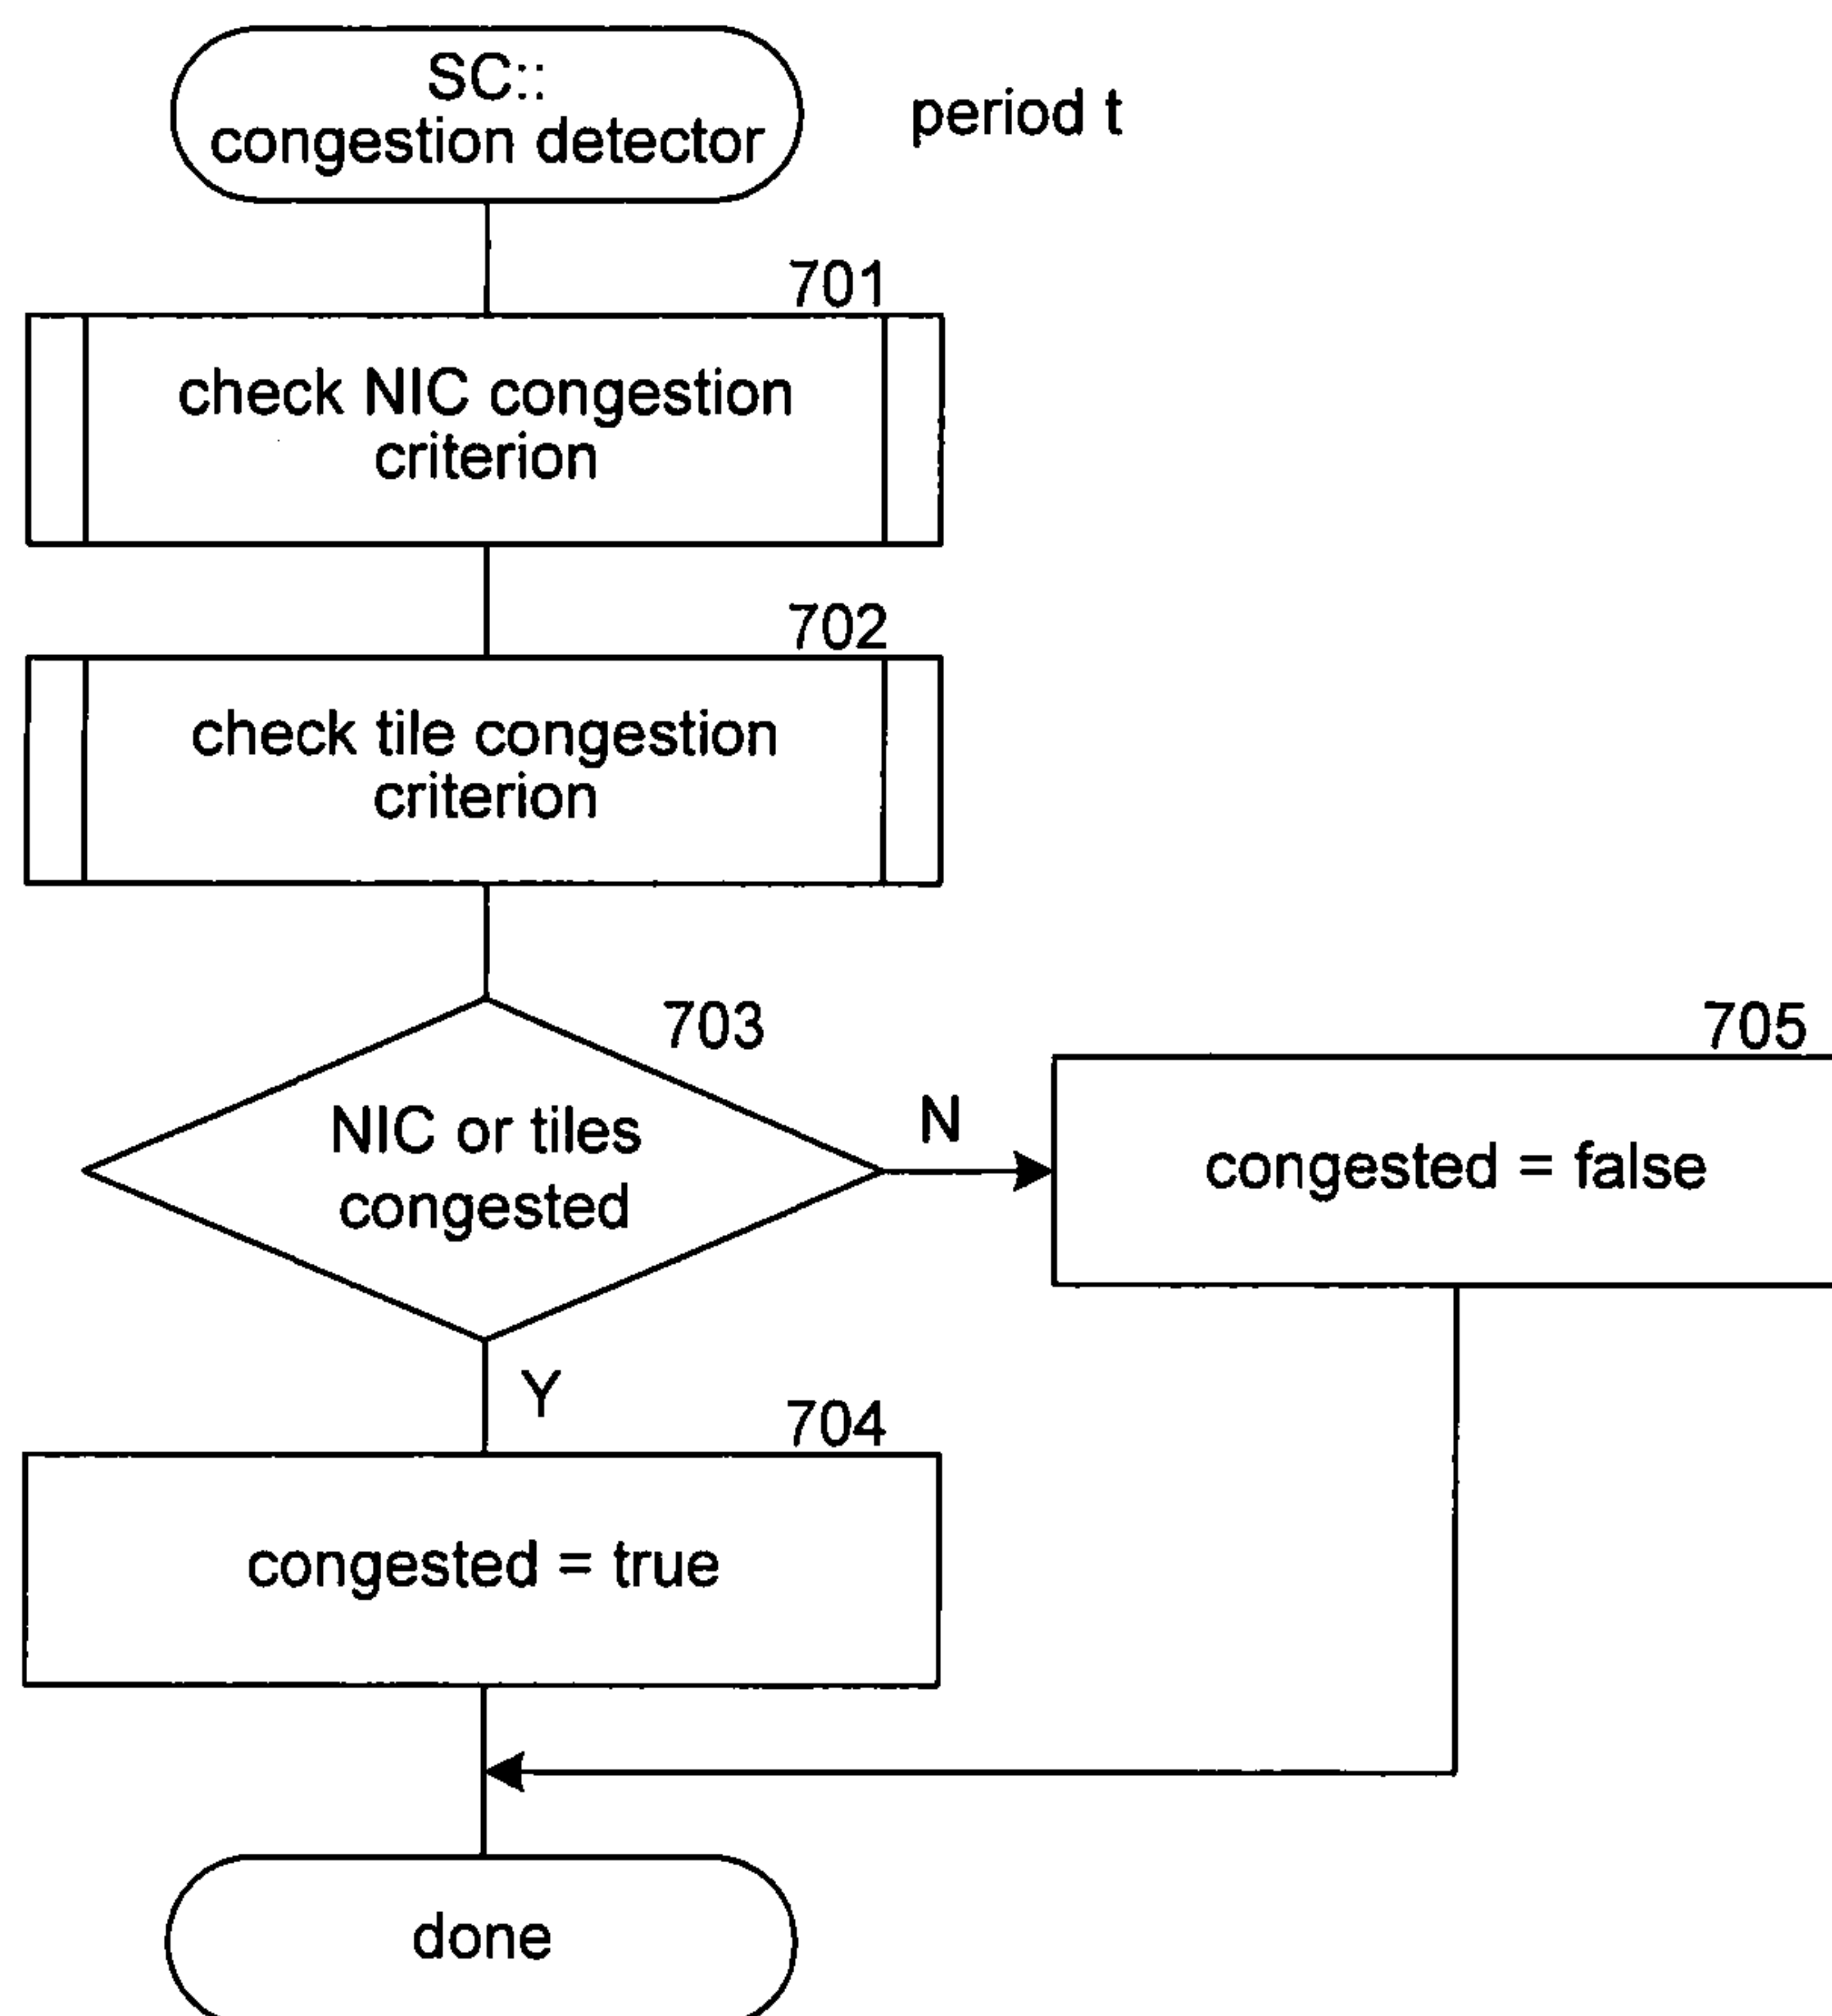 SC::
congestion detector
period t
701
check NIC congestion
criterion
702
check tile congestion
criterion
703
NIC or tiles
congested
N
705
congested = false
Y
704
congested = true
done